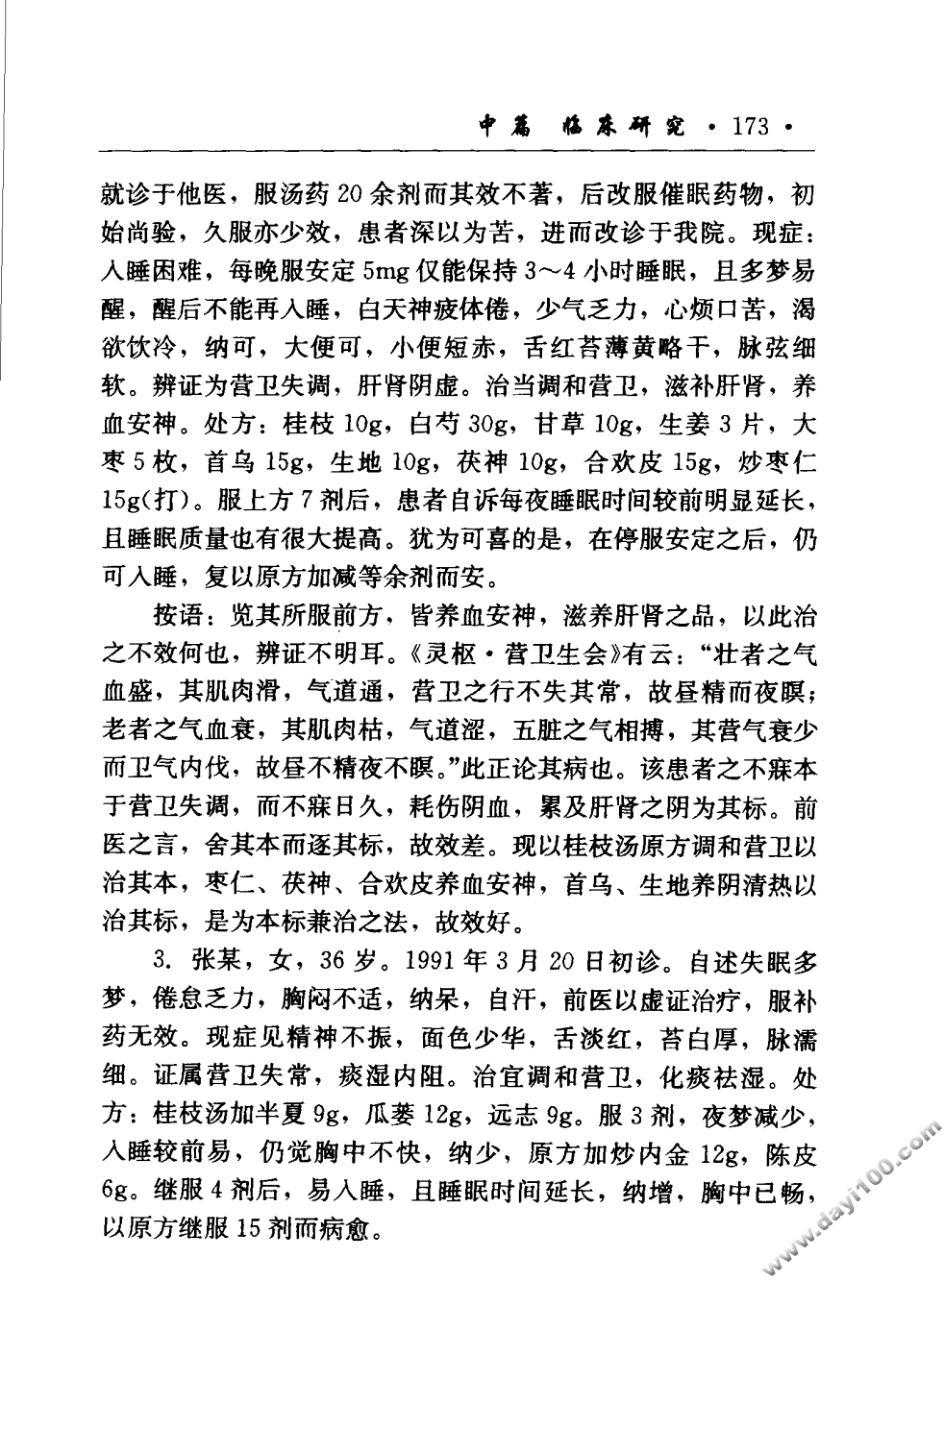 中篇 临床研究 · 173 ·
就诊于他医，服汤药 20 余剂而其效不著，后改服催眠药物，初
始尚验，久服亦少效，患者深以为苦，进而改诊于我院。现症：
入睡困难，每晚服安定 5mg 仅能保持 3～4 小时睡眠，且多梦易
醒，醒后不能再入睡，白天神疲体倦，少气乏力，心烦口苦，渴
欲饮冷，纳可，大便可，小便短赤，舌红苔薄黄略干，脉弦细
软。辨证为营卫失调，肝肾阴虚。治当调和营卫，滋补肝肾，养
血安神。处方：桂枝 10g，白芍 30g，甘草 10g，生姜 3 片，大
枣 5 枚，首乌 15g，生地 10g，茯神 10g，合欢皮 15g，炒枣仁
15g(打)。服上方 7 剂后，患者自诉每夜睡眠时间较前明显延长，
且睡眠质量也有很大提高。犹为可喜的是，在停服安定之后，仍
可入睡，复以原方加减等余剂而安。
按语：览其所服前方，皆养血安神，滋养肝肾之品，以此治
之不效何也，辨证不明耳。《灵枢·营卫生会》有云：“壮者之气
血盛，其肌肉滑，气道通，营卫之行不失其常，故昼精而夜瞑；
老者之气血衰，其肌肉枯，气道涩，五脏之气相搏，其营气衰少
而卫气内伐，故昼不精夜不瞑。”此正论其病也。该患者之不寐本
于营卫失调，而不寐日久，耗伤阴血，累及肝肾之阴为其标。前
医之言，舍其本而逐其标，故效差。现以桂枝汤原方调和营卫以
治其本，枣仁、茯神、合欢皮养血安神，首乌、生地养阴清热以
治其标，是为本标兼治之法，故效好。
3. 张某，女，36 岁。1991 年 3 月 20 日初诊。自述失眠多
梦，倦怠乏力，胸闷不适，纳呆，自汗，前医以虚证治疗，服补
药无效。现症见精神不振，面色少华，舌淡红，苔白厚，脉濡
细。证属营卫失常，痰湿内阻。治宜调和营卫，化痰祛湿。处
方：桂枝汤加半夏 9g，瓜蒌 12g，远志 9g。服 3 剂，夜梦减少，
入睡较前易，仍觉胸中不快，纳少，原方加炒内金 12g，陈皮
6g。继服 4 剂后，易入睡，且睡眠时间延长，纳增，胸中已畅，
以原方继服 15 剂而病愈。
www.dayi100.com